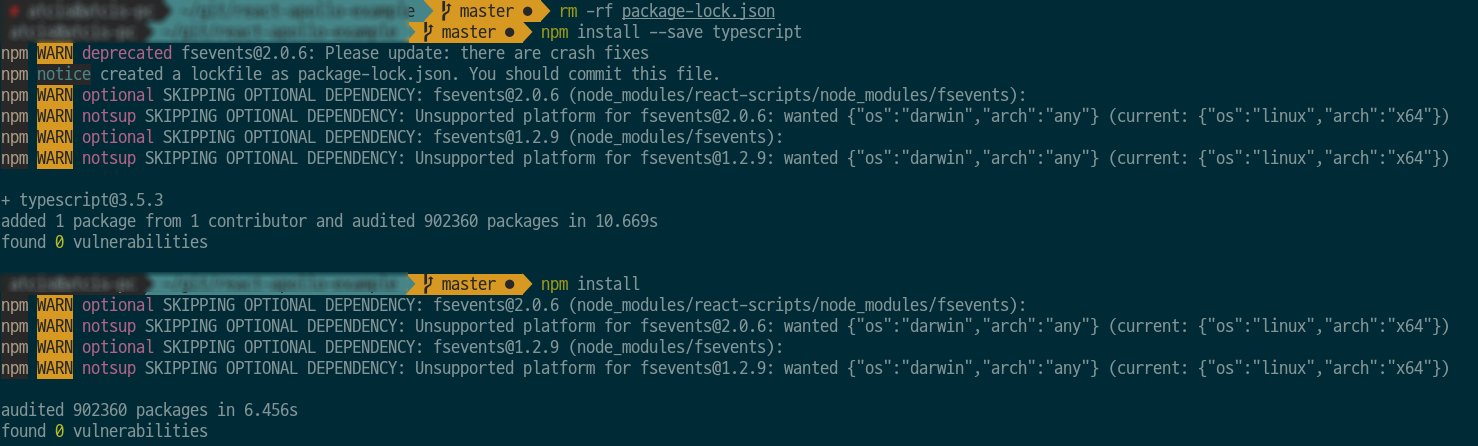 master ● rm -rf package-lock.json
master ● npm install --save typescript
npm WARN deprecated fsevents@2.0.6: Please update: there are crash fixes
npm notice created a lockfile as package-lock.json. You should commit this file.
npm WARN optional SKIPPING OPTIONAL DEPENDENCY: fsevents@2.0.6 (node_modules/react-scripts/node_modules/fsevents):
npm WARN notsup SKIPPING OPTIONAL DEPENDENCY: Unsupported platform for fsevents@2.0.6: wanted {"os":"darwin","arch":"any"} (current: {"os":"linux","arch":"x64"})
npm WARN optional SKIPPING OPTIONAL DEPENDENCY: fsevents@1.2.9 (node_modules/fsevents):
npm WARN notsup SKIPPING OPTIONAL DEPENDENCY: Unsupported platform for fsevents@1.2.9: wanted {"os":"darwin","arch":"any"} (current: {"os":"linux","arch":"x64"})
+ typescript@3.5.3
added 1 package from 1 contributor and audited 902360 packages in 10.669s
found 0 vulnerabilities
master ● npm install
npm WARN optional SKIPPING OPTIONAL DEPENDENCY: fsevents@2.0.6 (node_modules/react-scripts/node_modules/fsevents):
npm WARN notsup SKIPPING OPTIONAL DEPENDENCY: Unsupported platform for fsevents@2.0.6: wanted {"os":"darwin","arch":"any"} (current: {"os":"linux","arch":"x64"})
npm WARN optional SKIPPING OPTIONAL DEPENDENCY: fsevents@1.2.9 (node_modules/fsevents):
npm WARN notsup SKIPPING OPTIONAL DEPENDENCY: Unsupported platform for fsevents@1.2.9: wanted {"os":"darwin","arch":"any"} (current: {"os":"linux","arch":"x64"})
audited 902360 packages in 6.456s
found 0 vulnerabilities